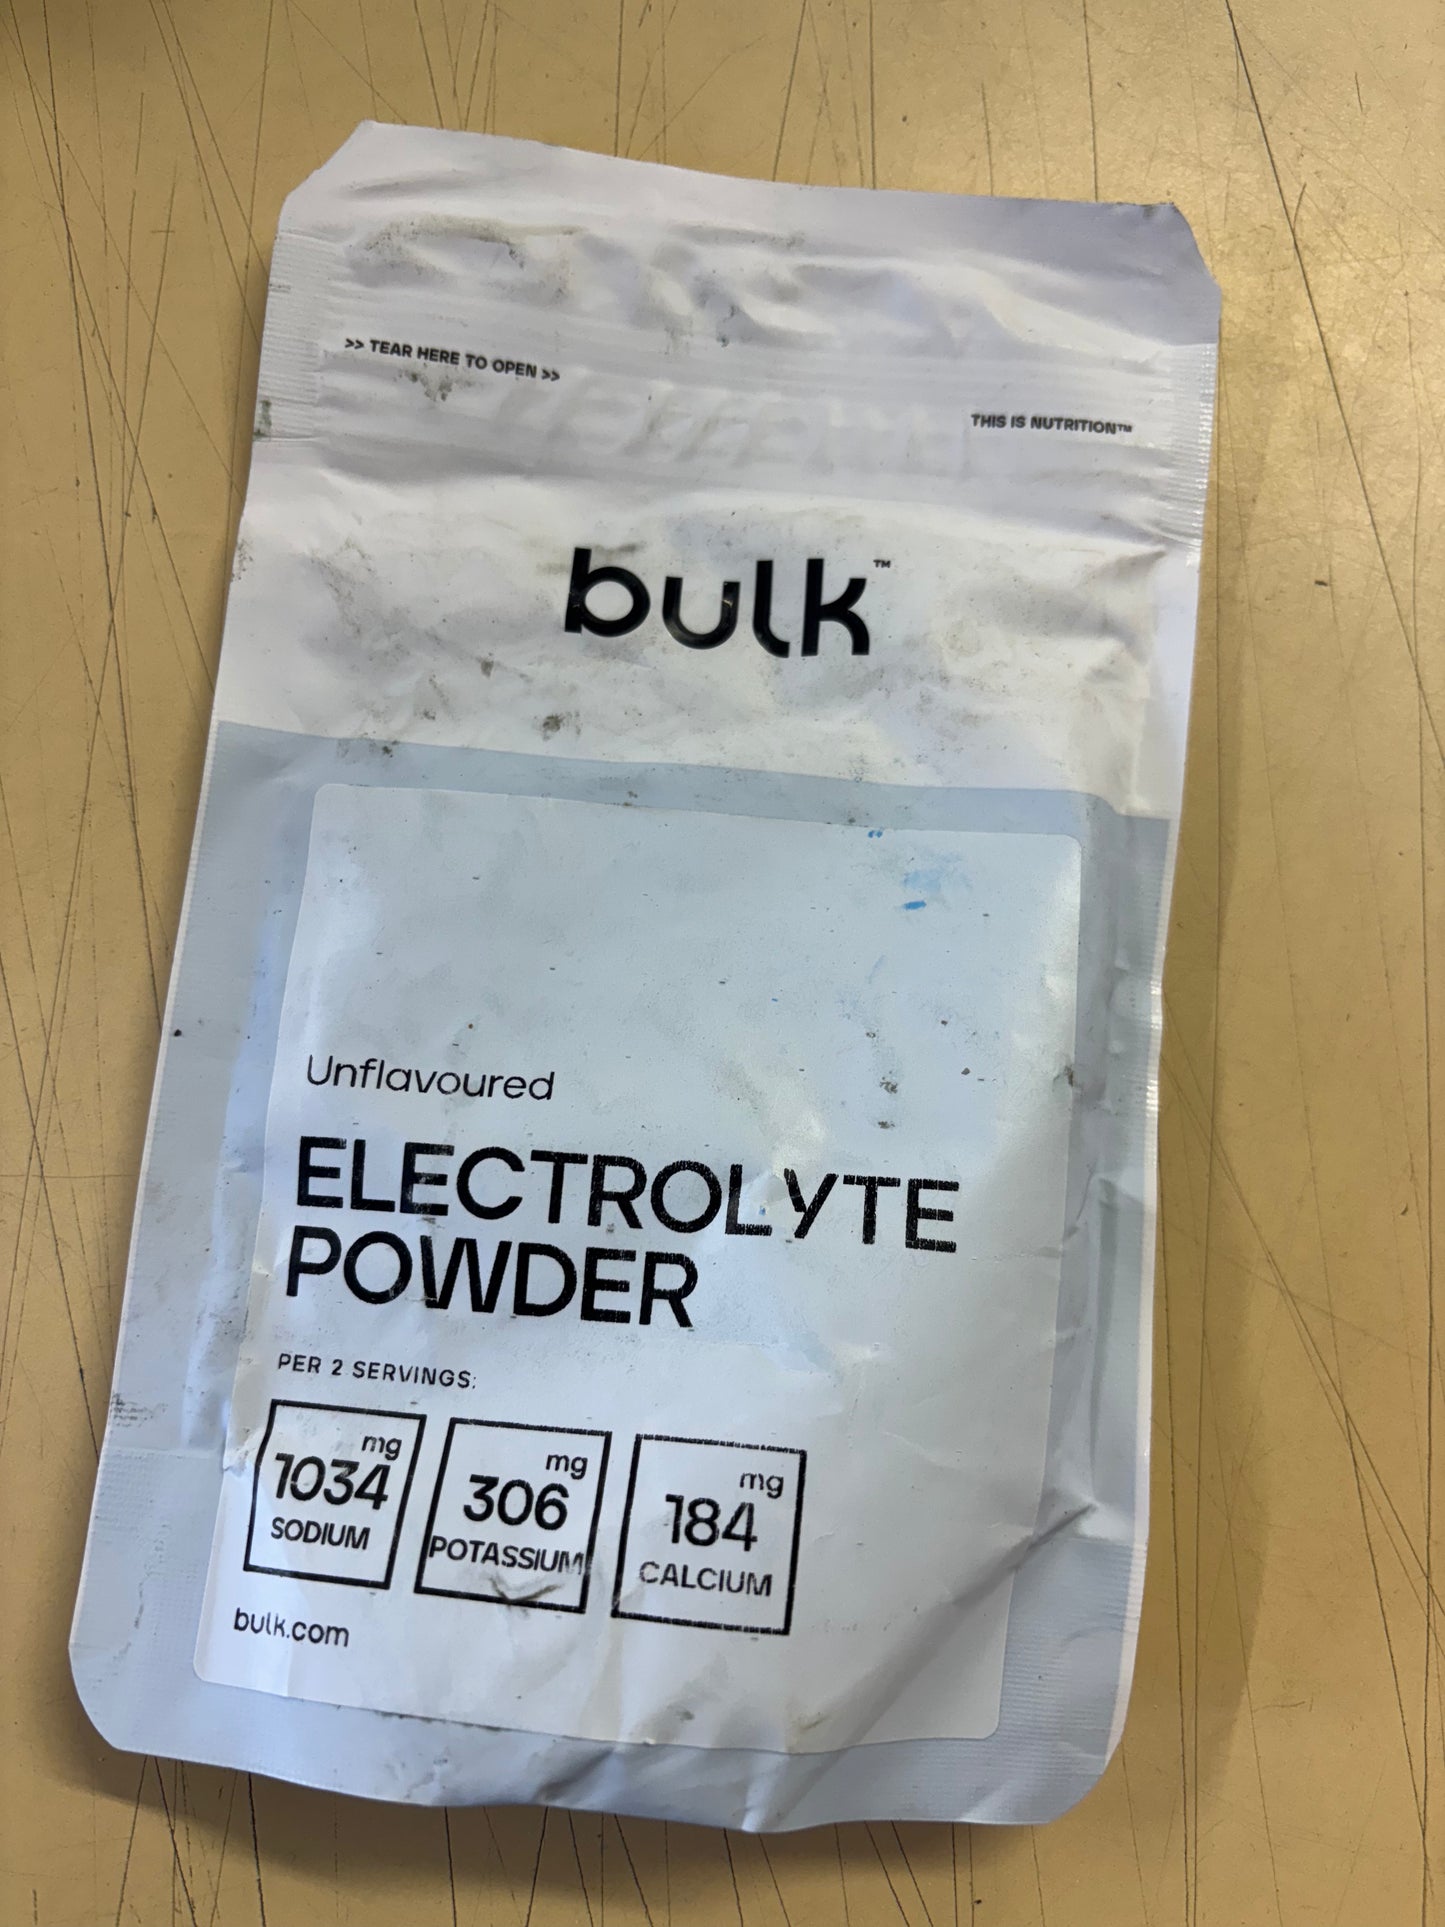 >> TEAR HERE TO OPEN >>
THIS IS NUTRITION™
bulk™
Unflavoured
ELECTROLYTE
POWDER
PER 2 SERVINGS:
mg
1034
SODIUM
mg
306
POTASSIUM
mg
184
CALCIUM
bulk.com